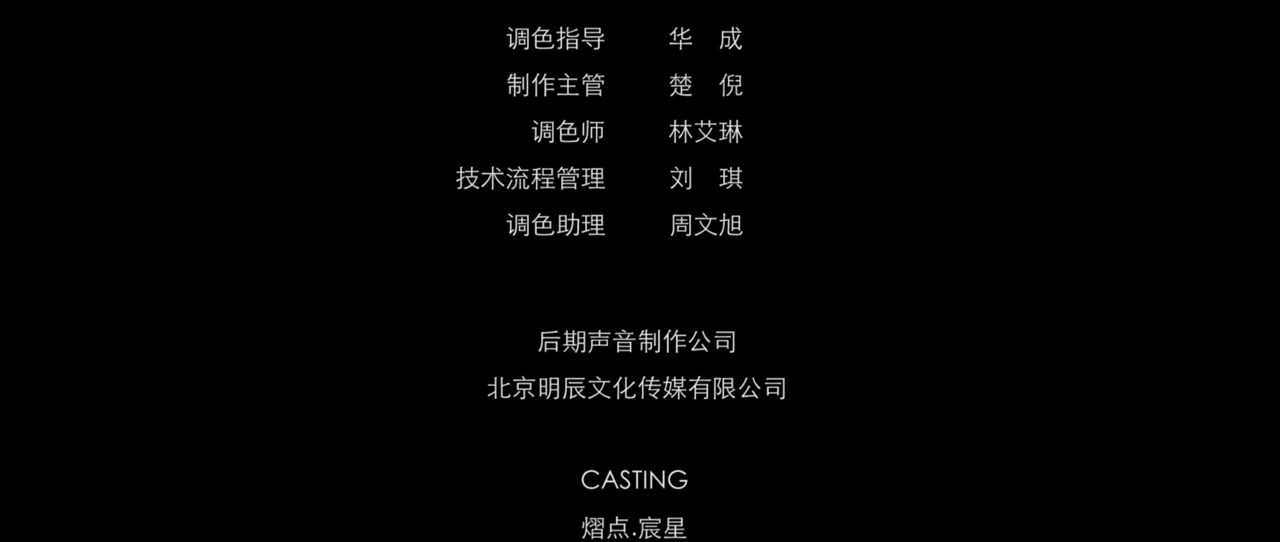 调色指导 华 成
制作主管 楚 倪
调色师 林艾琳
技术流程管理 刘 琪
调色助理 周文旭
后期声音制作公司
北京明辰文化传媒有限公司
CASTING
熠点.宸星